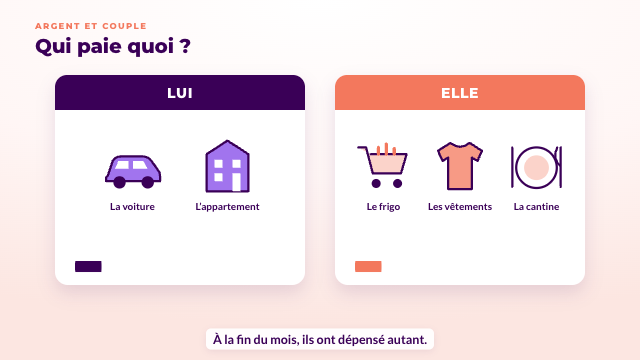 ARGENT ET COUPLE
Qui paie quoi ?
LUI
ELLE
La voiture
L'appartement
Le frigo
Les vêtements
La cantine
À la fin du mois, ils ont dépensé autant.